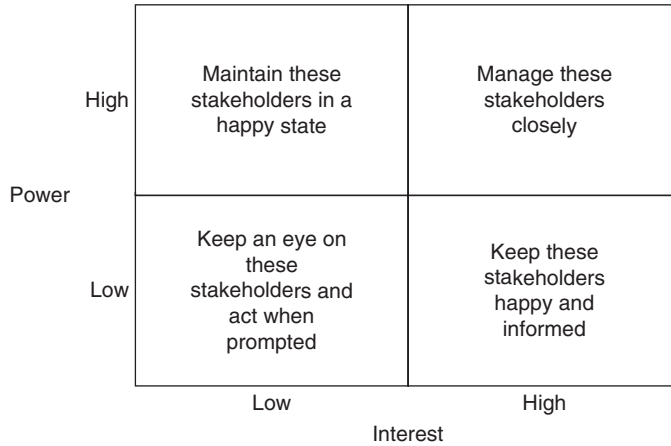 High
Maintain these
stakeholders in a
happy state
Manage these
stakeholders
closely
Power
Low
Keep an eye on
these
stakeholders and
act when
prompted
Keep these
stakeholders
happy and
informed
Low
High
Interest